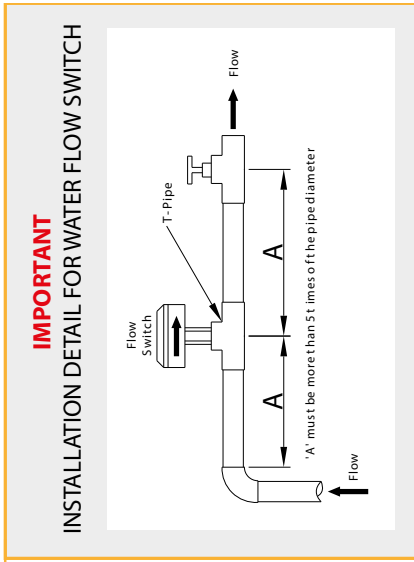 IMPORTANT
INSTALLATION DETAIL FOR WATER FLOW SWITCH
Flow
Switch
T-Pipe
Flow
A
A
'A' must be more than 5 times of the pipe diameter
Flow